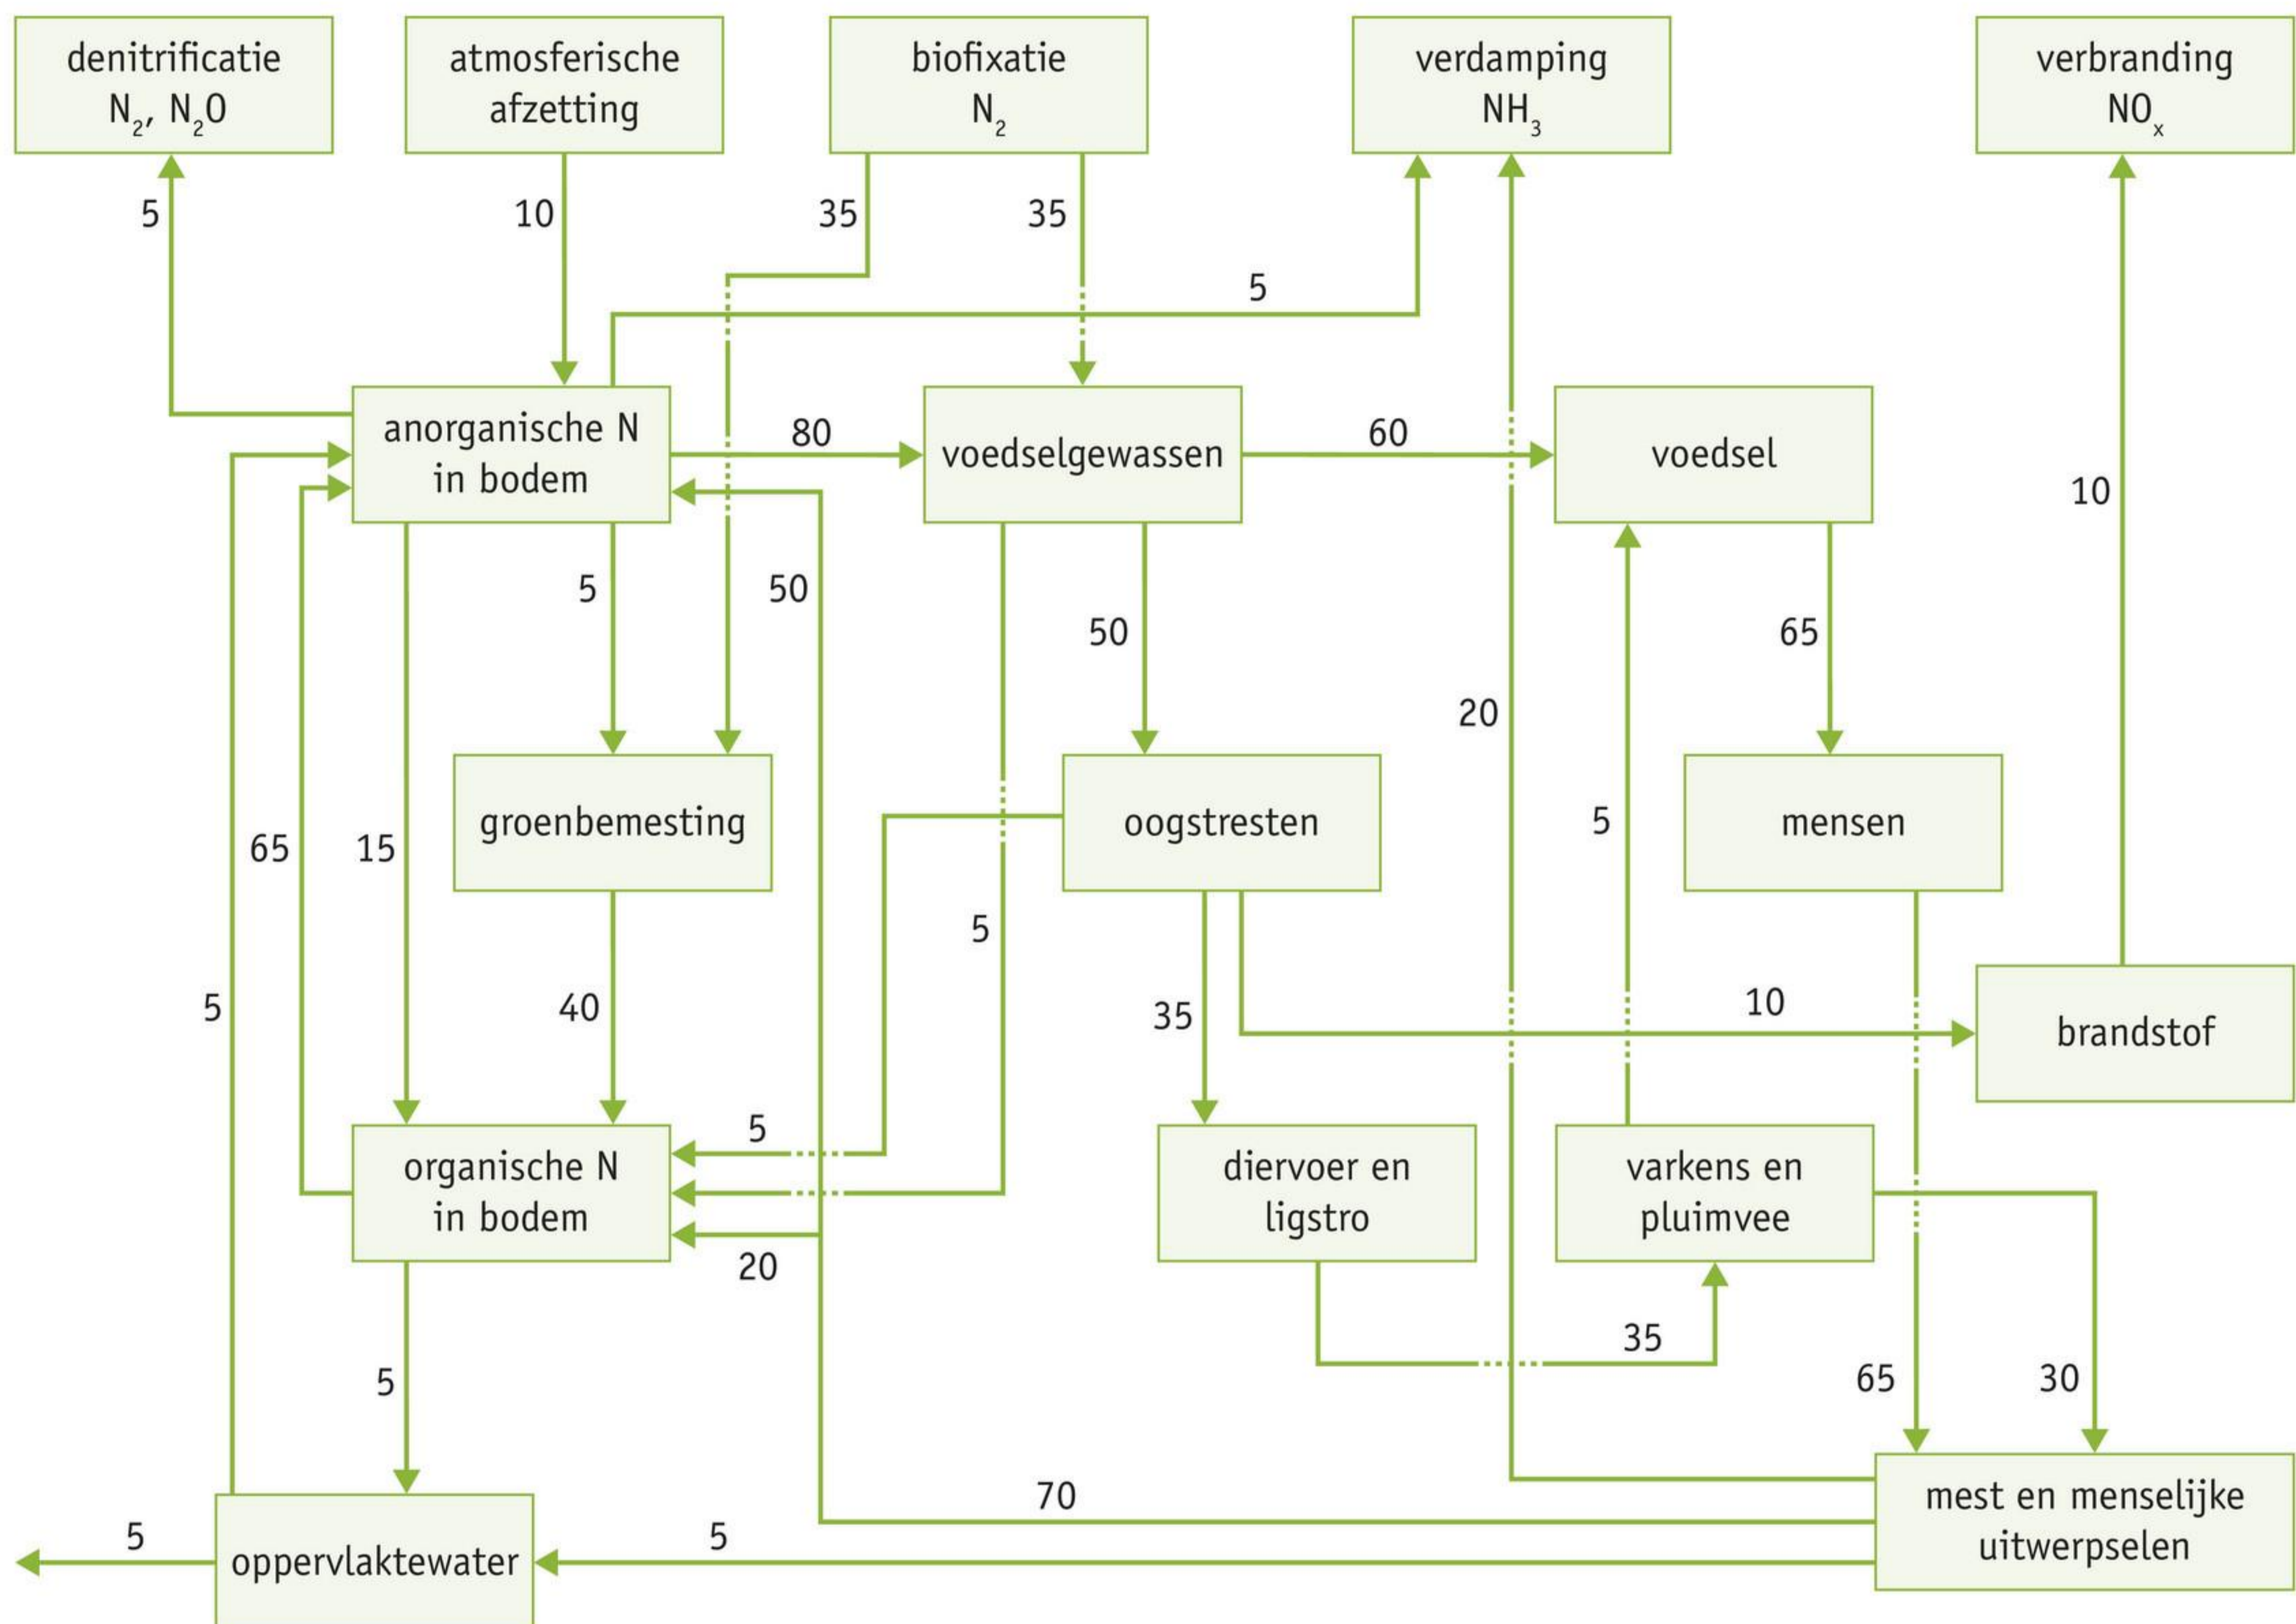 denitrificatie
N₂, N₂O
atmosferische
afzetting
biofixatie
N₂
verdamping
NH₃
verbranding
NOₓ
5
10
35
35
5
anorganische N
in bodem
80
voedselgewassen
60
voedsel
10
5
50
50
65
20
groenbemesting
oogstresten
5
mensen
65
15
5
5
40
35
10
brandstof
5
organische N
in bodem
20
diervoer en
ligstro
varkens en
pluimvee
35
5
65
30
70
mest en menselijke
uitwerpselen
5
oppervlaktewater
5